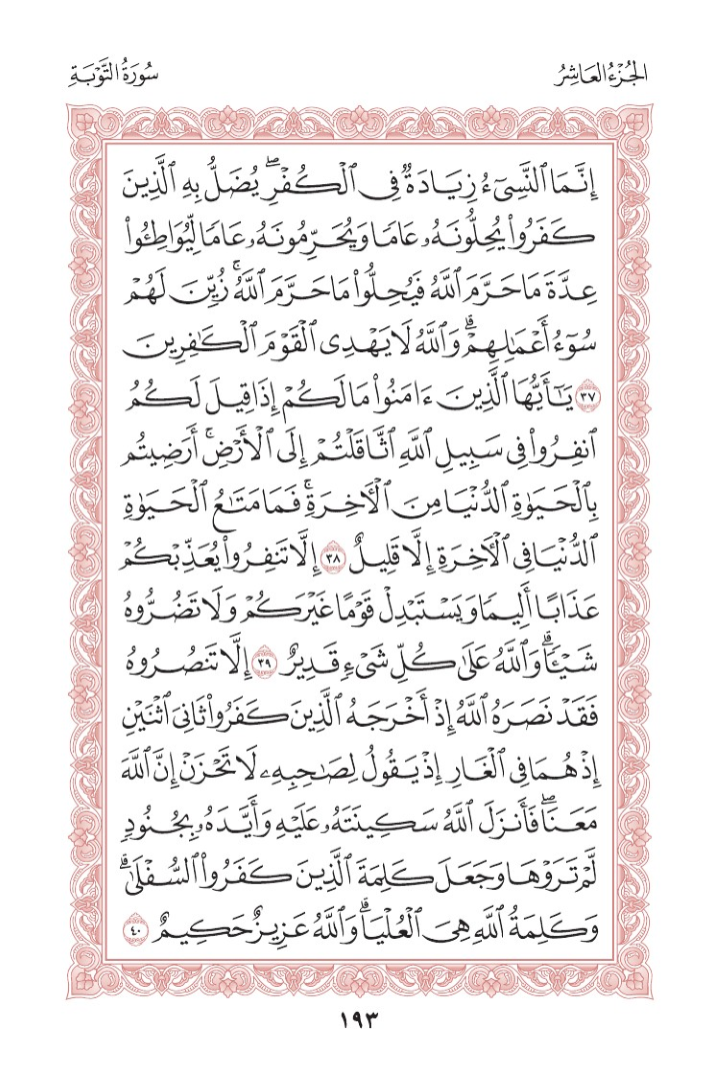 الجُزْءُ العَاشِرُ
سُورَةُ التَّوْبَةِ
إِنَّمَا ٱلنَّسِىٓءُ زِيَادَةٌ فِى ٱلْكُفْرِ ۖ يُضَلُّ بِهِ ٱلَّذِينَ
كَفَرُوا۟ يُحِلُّونَهُۥ عَامًا وَيُحَرِّمُونَهُۥ عَامًا لِّيُوَاطِـُٔوا۟
عِدَّةَ مَا حَرَّمَ ٱللَّهُ فَيُحِلُّوا۟ مَا حَرَّمَ ٱللَّهُ ۚ زُيِّنَ لَهُمْ
سُوٓءُ أَعْمَٰلِهِمْ ۗ وَٱللَّهُ لَا يَهْدِى ٱلْقَوْمَ ٱلْكَٰفِرِينَ
٣٧ يَٰٓأَيُّهَا ٱلَّذِينَ ءَامَنُوا۟ مَا لَكُمْ إِذَا قِيلَ لَكُمُ
ٱنفِرُوا۟ فِى سَبِيلِ ٱللَّهِ ٱثَّاقَلْتُمْ إِلَى ٱلْأَرْضِ ۚ أَرَضِيتُم
بِٱلْحَيَوٰةِ ٱلدُّنْيَا مِنَ ٱلْءَاخِرَةِ ۚ فَمَا مَتَٰعُ ٱلْحَيَوٰةِ
ٱلدُّنْيَا فِى ٱلْءَاخِرَةِ إِلَّا قَلِيلٌ ٣٨ إِلَّا تَنفِرُوا۟ يُعَذِّبْكُمْ
عَذَابًا أَلِيمًا وَيَسْتَبْدِلْ قَوْمًا غَيْرَكُمْ وَلَا تَضُرُّوهُ
شَيْـًٔا ۗ وَٱللَّهُ عَلَىٰ كُلِّ شَىْءٍ قَدِيرٌ ٣٩ إِلَّا تَنصُرُوهُ
فَقَدْ نَصَرَهُ ٱللَّهُ إِذْ أَخْرَجَهُ ٱلَّذِينَ كَفَرُوا۟ ثَانِىَ ٱثْنَيْنِ
إِذْ هُمَا فِى ٱلْغَارِ إِذْ يَقُولُ لِصَٰحِبِهِۦ لَا تَحْزَنْ إِنَّ ٱللَّهَ
مَعَنَا ۖ فَأَنزَلَ ٱللَّهُ سَكِينَتَهُۥ عَلَيْهِ وَأَيَّدَهُۥ بِجُنُودٍ
لَّمْ تَرَوْهَا وَجَعَلَ كَلِمَةَ ٱلَّذِينَ كَفَرُوا۟ ٱلسُّفْلَىٰ ۗ
وَكَلِمَةُ ٱللَّهِ هِىَ ٱلْعُلْيَا ۗ وَٱللَّهُ عَزِيزٌ حَكِيمٌ ٤٠
١٩٣